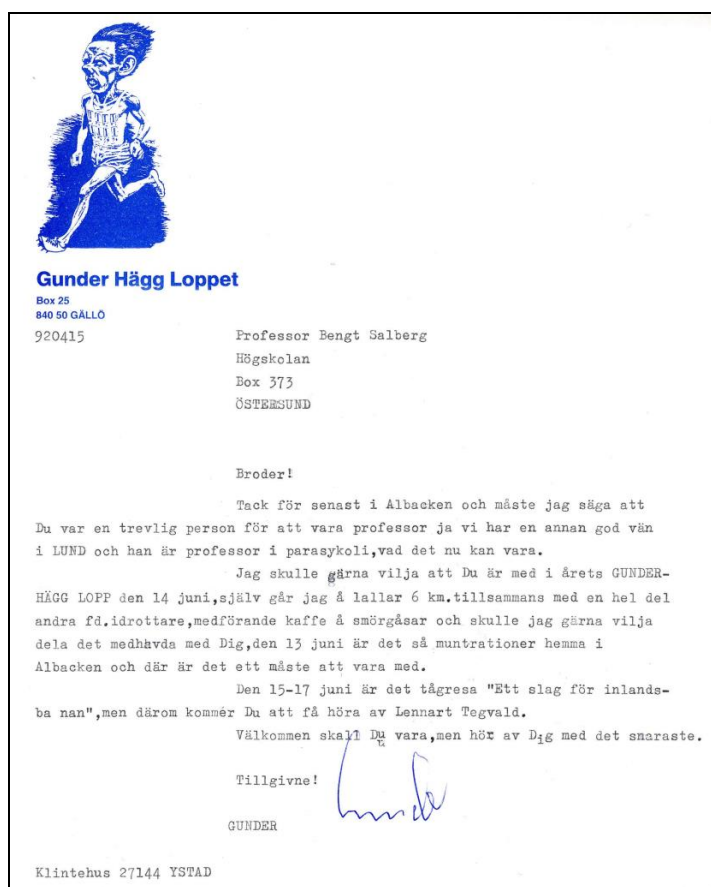 Gunder Hägg Loppet
Box 25
840 50 GÄLLÖ
920415
Professor Bengt Salberg
Högskolan
Box 373
ÖSTERSUND
Broder!
Tack för senast i Albacken och måste jag säga att
Du var en trevlig person för att vara professor ja vi har en annan god vän
i LUND och han är professor i parasykoli,vad det nu kan vara.
Jag skulle gärna vilja att Du är med i årets GUNDER-
HÄGG LOPP den 14 juni,själv går jag å lallar 6 km.tillsammans med en hel del
andra fd.idrottare,medförande kaffe å smörgåsar och skulle jag gärna vilja
dela det medhavda med Dig,den 13 juni är det så muntrationer hemma i
Albacken och där är det ett måste att vara med.
Den 15-17 juni är det tågresa "Ett slag för inlands-
ba nan",men därom kommer Du att få höra av Lennart Tegvald.
Välkommen skall Du vara,men hör av Dig med det snaraste.
Tillgivne!
Gunder
GUNDER
Klintehus 27144 YSTAD